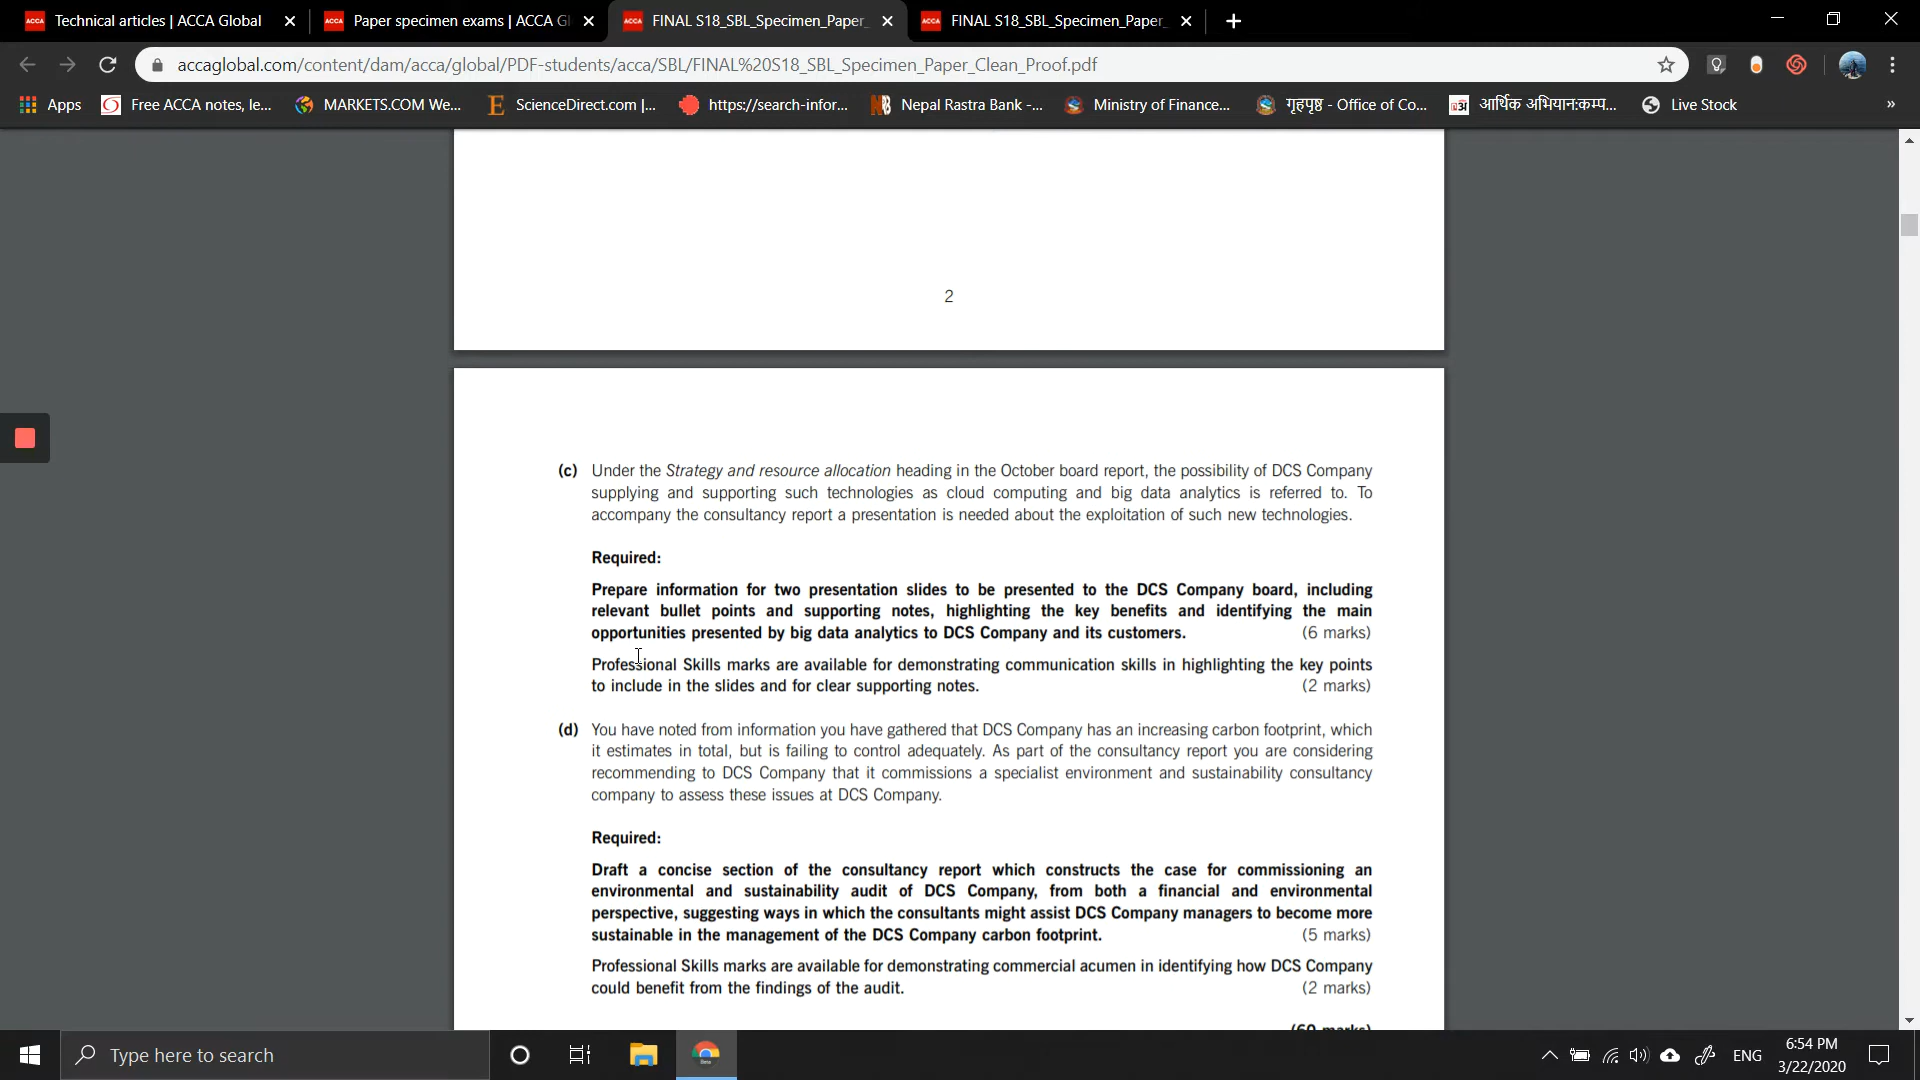 Technical articles | ACCA Global
Paper specimen exams | ACCA Gl
FINAL S18_SBL_Specimen_Paper_
FINAL S18_SBL_Specimen_Paper_
accaglobal.com/content/dam/acca/global/PDF-students/acca/SBL/FINAL%20S18_SBL_Specimen_Paper_Clean_Proof.pdf
Apps
Free ACCA notes, le...
MARKETS.COM We...
ScienceDirect.com |...
https://search-infor...
Nepal Rastra Bank -...
Ministry of Finance...
गृहपृष्ठ - Office of Co...
आर्थिक अभियान:कम्प...
Live Stock
»
2
(c) Under the Strategy and resource allocation heading in the October board report, the possibility of DCS Company
supplying and supporting such technologies as cloud computing and big data analytics is referred to. To
accompany the consultancy report a presentation is needed about the exploitation of such new technologies.
Required:
Prepare information for two presentation slides to be presented to the DCS Company board, including
relevant bullet points and supporting notes, highlighting the key benefits and identifying the main
opportunities presented by big data analytics to DCS Company and its customers. (6 marks)
Professional Skills marks are available for demonstrating communication skills in highlighting the key points
to include in the slides and for clear supporting notes. (2 marks)
(d) You have noted from information you have gathered that DCS Company has an increasing carbon footprint, which
it estimates in total, but is failing to control adequately. As part of the consultancy report you are considering
recommending to DCS Company that it commissions a specialist environment and sustainability consultancy
company to assess these issues at DCS Company.
Required:
Draft a concise section of the consultancy report which constructs the case for commissioning an
environmental and sustainability audit of DCS Company, from both a financial and environmental
perspective, suggesting ways in which the consultants might assist DCS Company managers to become more
sustainable in the management of the DCS Company carbon footprint. (5 marks)
Professional Skills marks are available for demonstrating commercial acumen in identifying how DCS Company
could benefit from the findings of the audit. (2 marks)
(60 marks)
Type here to search
ENG
6:54 PM
3/22/2020